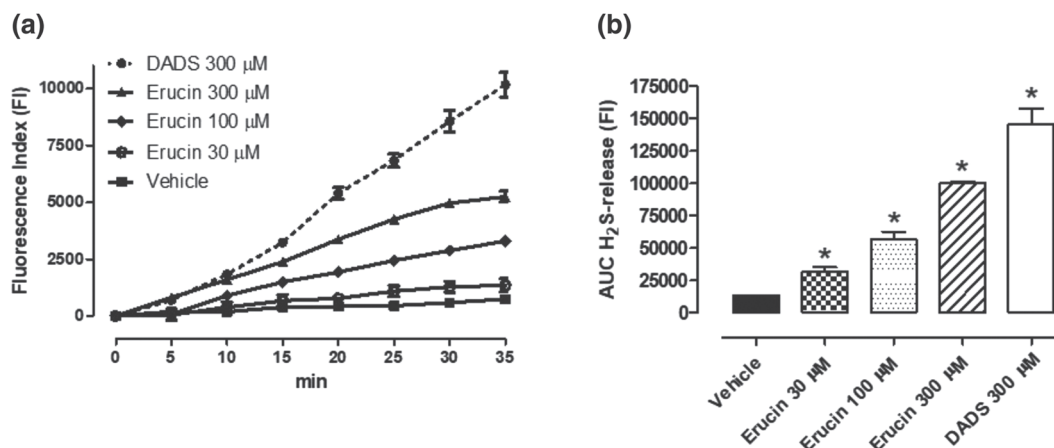 (a)
DADS 300 µM
Erucin 300 µM
Erucin 100 µM
Erucin 30 µM
Vehicle
Fluorescence Index (FI)
10000
7500
5000
2500
0
0 5 10 15 20 25 30 35
min
(b)
AUC H₂S-release (FI)
175000
150000
125000
100000
75000
50000
25000
0
* * * *
Vehicle
Erucin 30 µM
Erucin 100 µM
Erucin 300 µM
DADS 300 µM